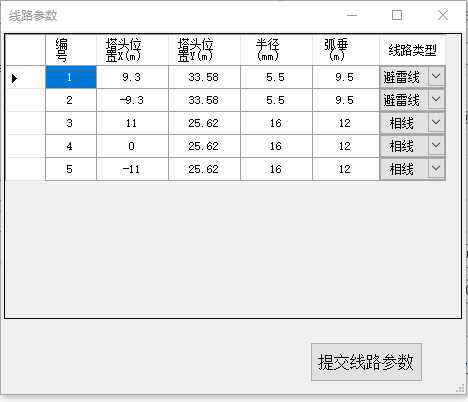 线路参数
编号 塔头位置X(m) 塔头位置Y(m) 半径(mm) 弧垂(m) 线路类型
1 9.3 33.58 5.5 9.5 避雷线
2 -9.3 33.58 5.5 9.5 避雷线
3 11 25.62 16 12 相线
4 0 25.62 16 12 相线
5 -11 25.62 16 12 相线
提交线路参数